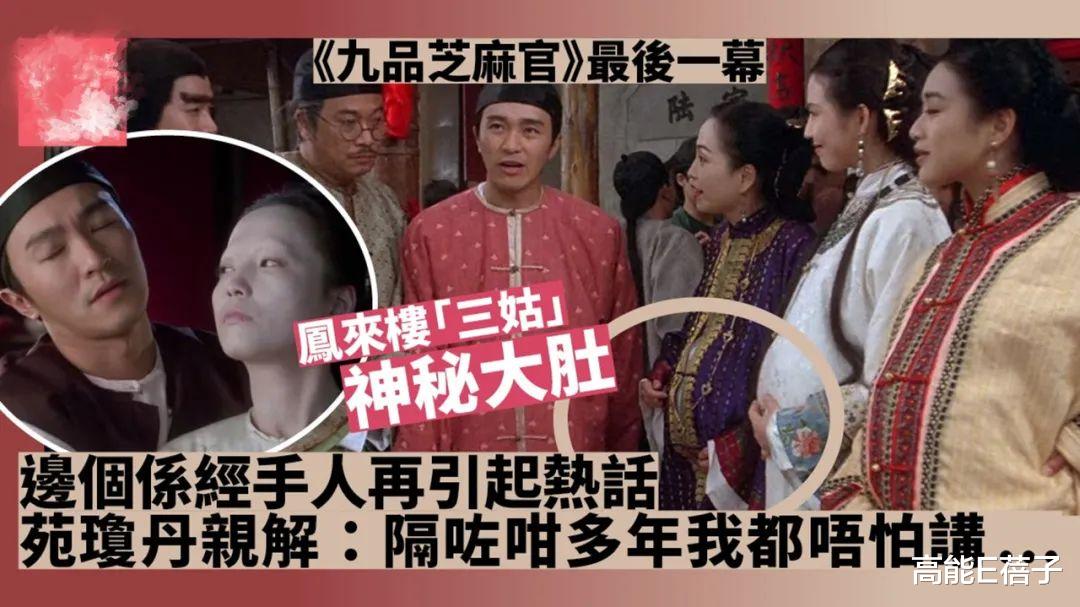 《九品芝麻官》最後一幕
陸
鳳來樓「三姑」
神秘大肚
邊個係經手人再引起熱話
苑瓊丹親解：隔咗咁多年我都唔怕講...
高能E蓓子